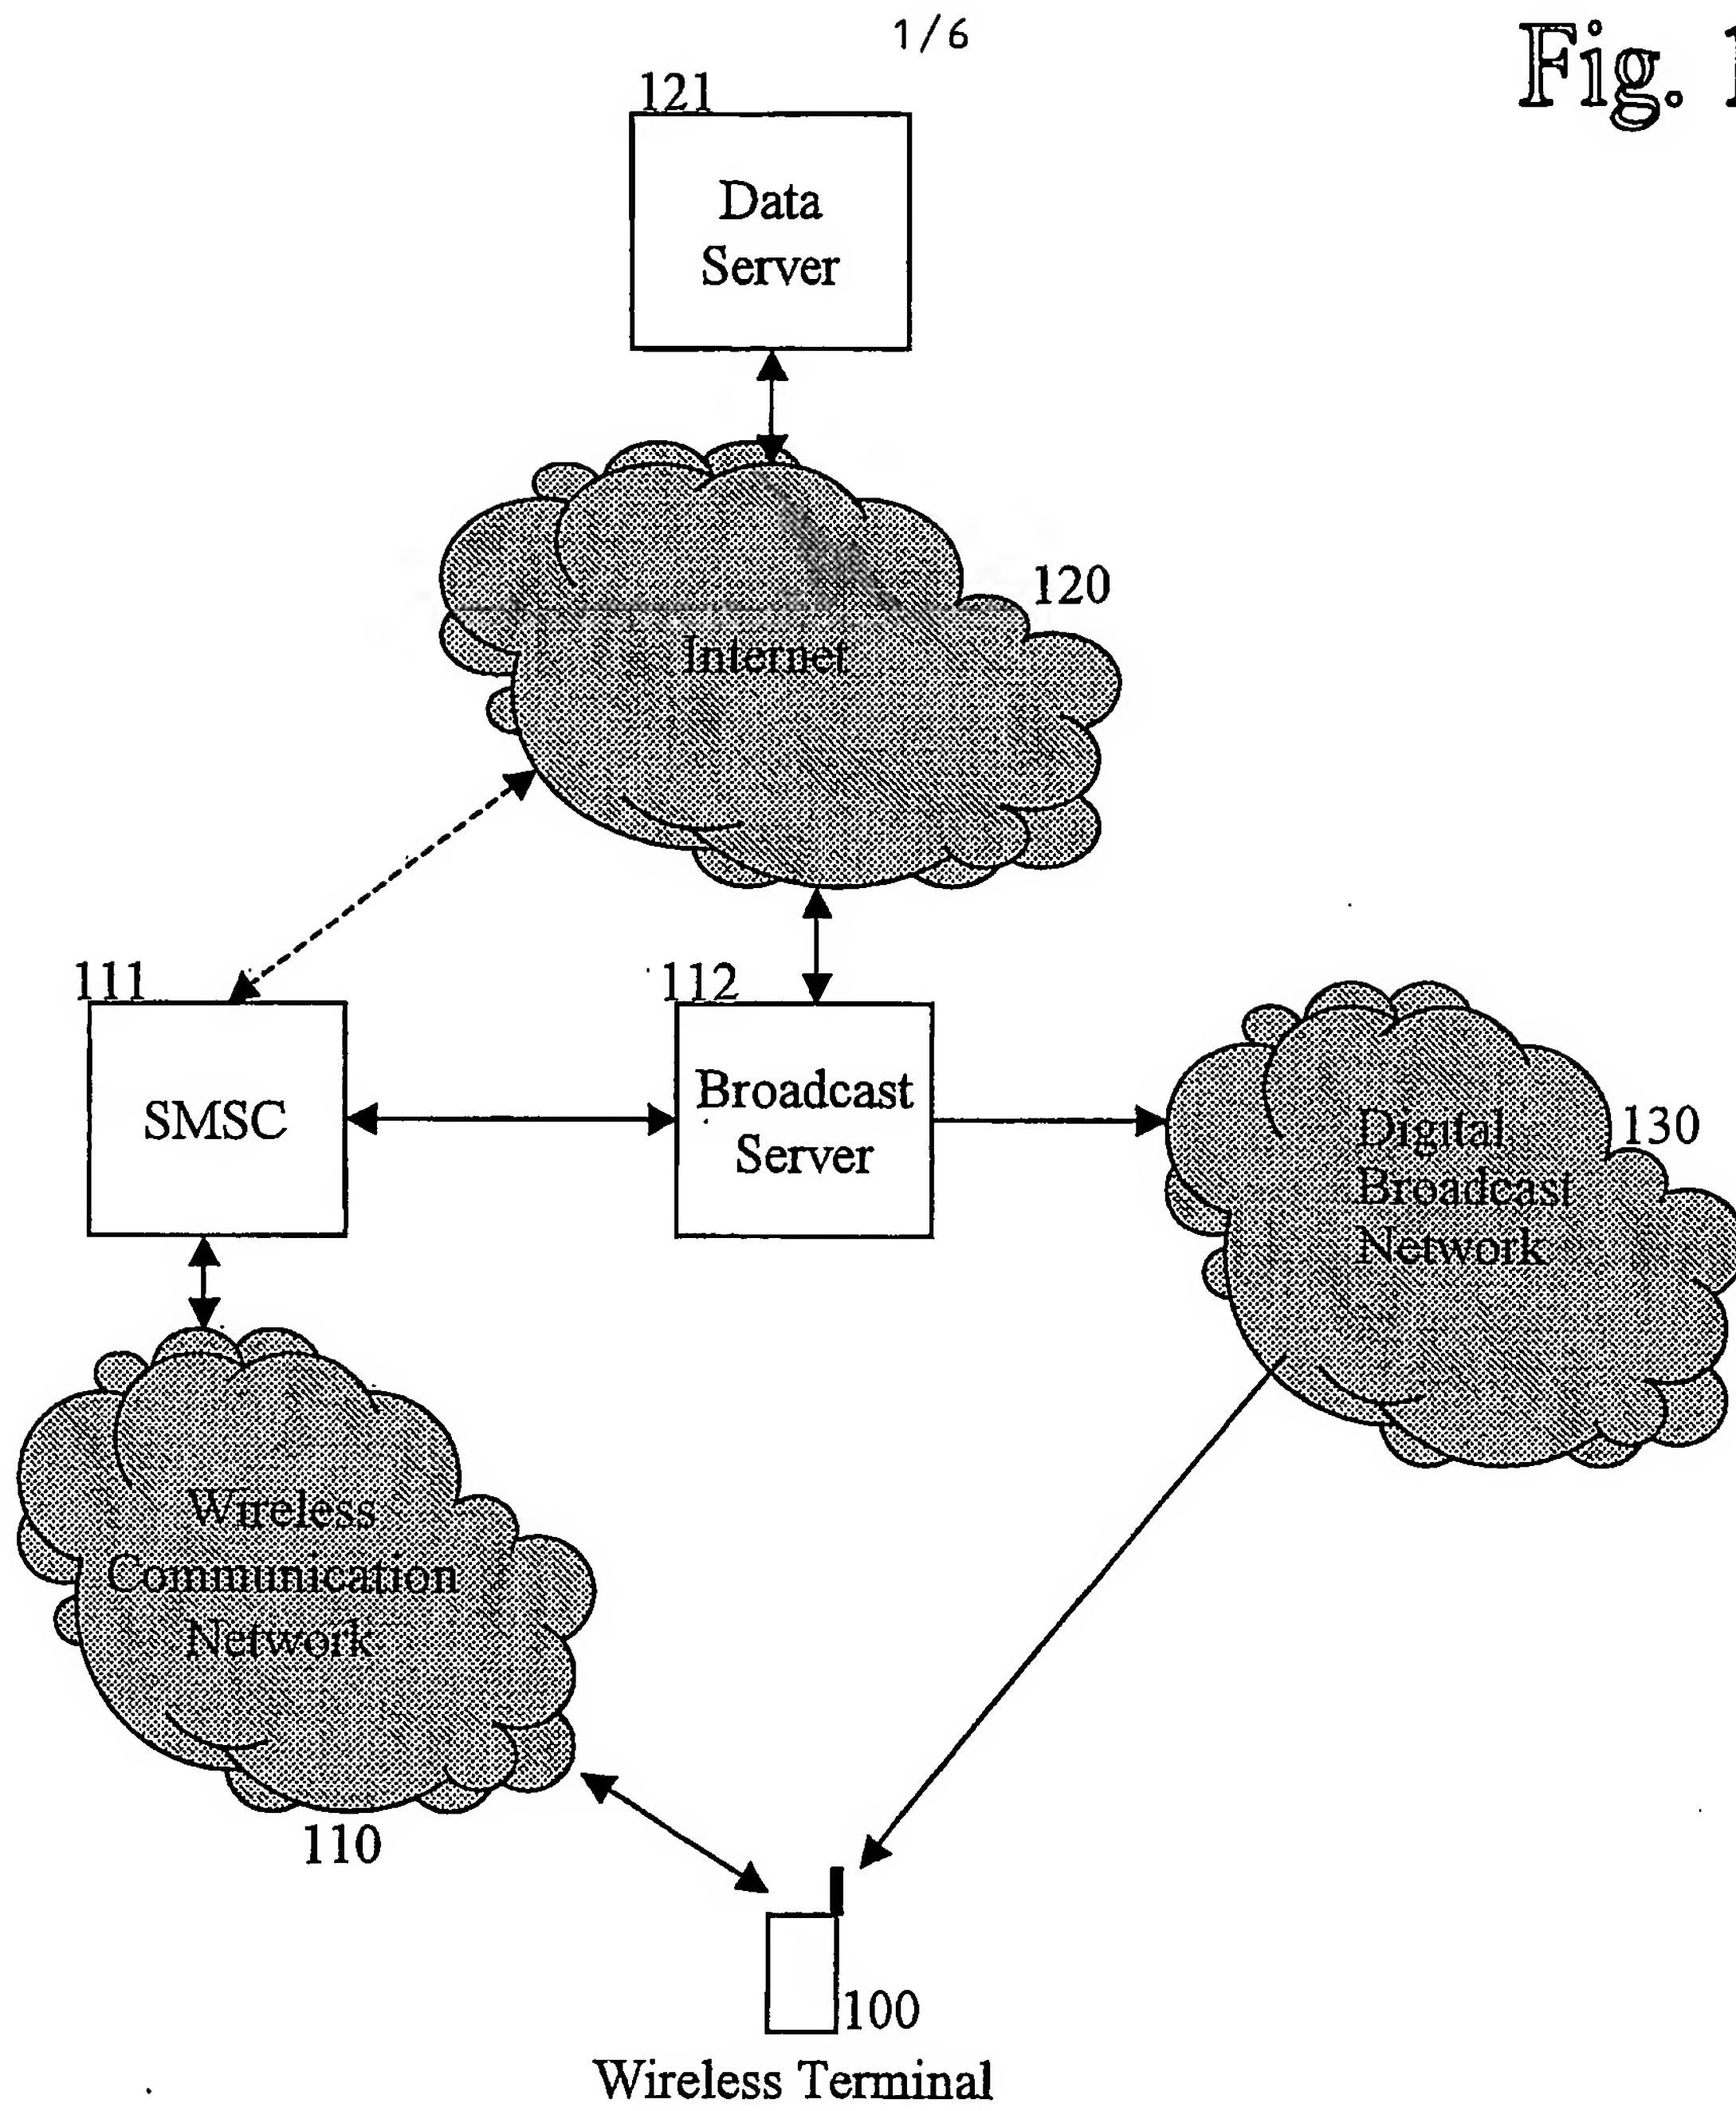 1/6
Fig. 1
121
Data
Server
120
Internet
111
112
SMSC
Broadcast
Server
130
Digital
Broadcast
Network
Wireless
Communication
Network
110
100
Wireless Terminal